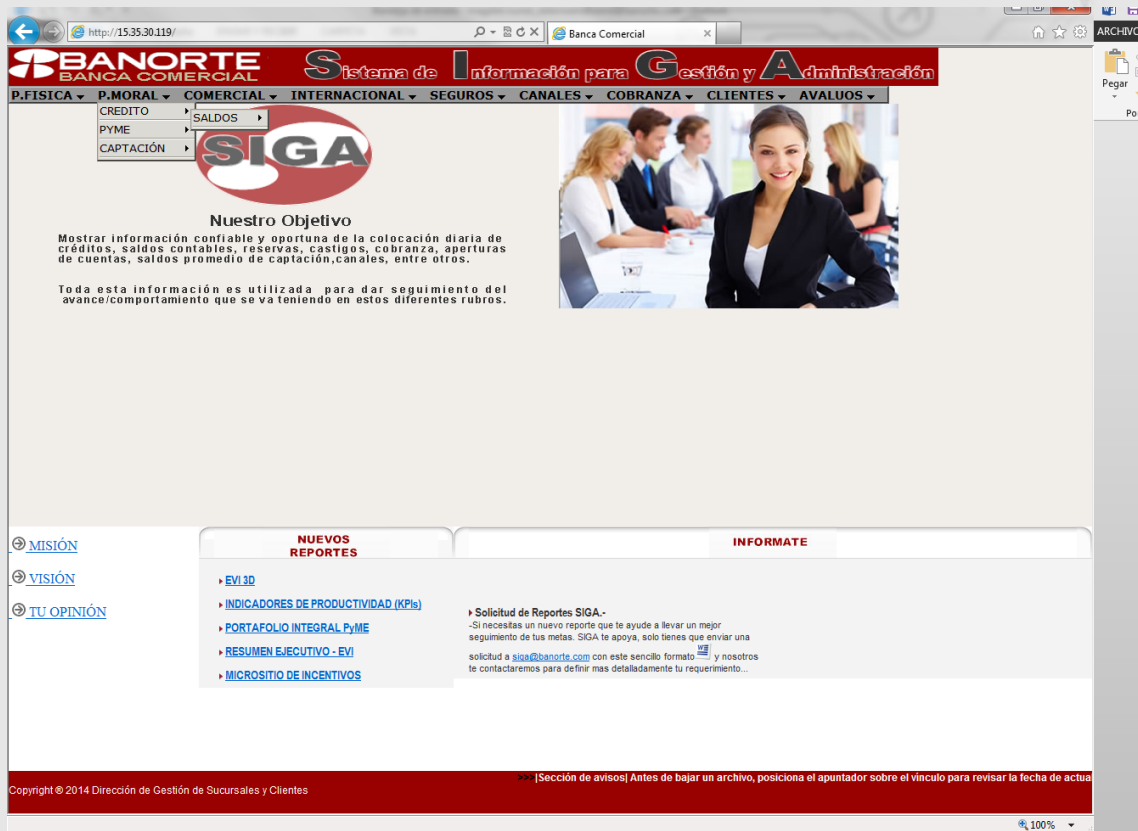 http://15.35.30.119/
Banca Comercial
ARCHIVO
Pegar
Po
BANORTE
BANCA COMERCIAL
Sistema de Información para Gestión y Administración
P.FISICA P.MORAL COMERCIAL INTERNACIONAL SEGUROS CANALES COBRANZA CLIENTES AVALUOS
CREDITO
SALDOS
PYME
CAPTACIÓN
SIGA
Nuestro Objetivo
Mostrar información confiable y oportuna de la colocación diaria de
créditos, saldos contables, reservas, castigos, cobranza, aperturas
de cuentas, saldos promedio de captación,canales, entre otros.
Toda esta información es utilizada para dar seguimiento del
avance/comportamiento que se va teniendo en estos diferentes rubros.
MISIÓN
VISIÓN
TU OPINIÓN
NUEVOS
REPORTES
EVI 3D
INDICADORES DE PRODUCTIVIDAD (KPIs)
PORTAFOLIO INTEGRAL PyME
RESUMEN EJECUTIVO - EVI
MICROSITIO DE INCENTIVOS
INFORMATE
Solicitud de Reportes SIGA.-
-Si necesitas un nuevo reporte que te ayude a llevar un mejor
seguimiento de tus metas. SIGA te apoya, solo tienes que enviar una
solicitud a siga@banorte.com con este sencillo formato y nosotros
te contactaremos para definir mas detalladamente tu requerimiento...
>>>|Sección de avisos| Antes de bajar un archivo, posiciona el apuntador sobre el vinculo para revisar la fecha de actua
Copyright ® 2014 Dirección de Gestión de Sucursales y Clientes
100%